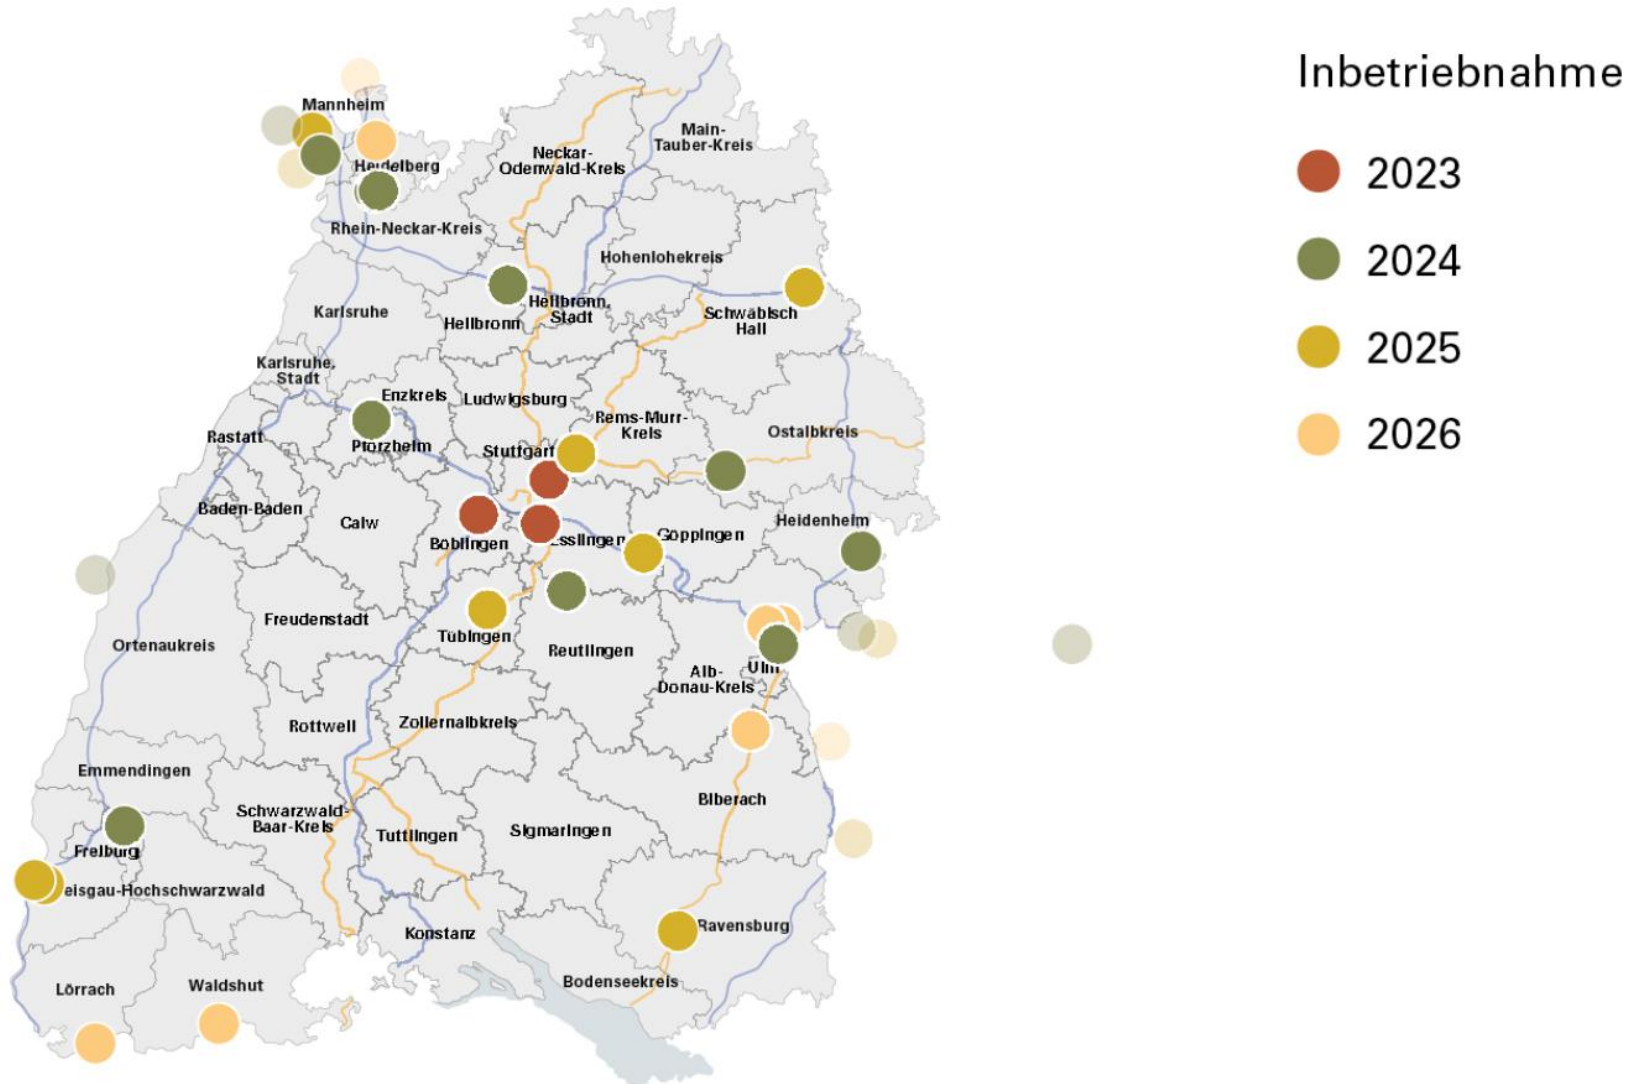 Inbetriebnahme
2023
2024
2025
2026
Mannheim
Main-
Tauber-Kreis
Neckar-
Odenwald-Kreis
Heidelberg
Rhein-Neckar-Kreis
Hohenlohekreis
Heilbronn,
Stadt
Karlsruhe
Heilbronn
Schwäbisch
Hall
Karlsruhe,
Stadt
Enzkreis
Ludwigsburg
Rems-Murr-
Kreis
Ostalbkreis
Rastatt
Pforzheim
Stuttgart
Baden-Baden
Calw
Heidenheim
Böblingen
Esslingen
Göppingen
Freudenstadt
Tübingen
Ortenaukreis
Reutlingen
Ulm
Alb-
Donau-Kreis
Rottweil
Zollernalbkreis
Emmendingen
Biberach
Schwarzwald-
Baar-Kreis
Tuttlingen
Sigmaringen
Freiburg
eisgau-Hochschwarzwald
Konstanz
Ravensburg
Lörrach
Waldshut
Bodenseekreis